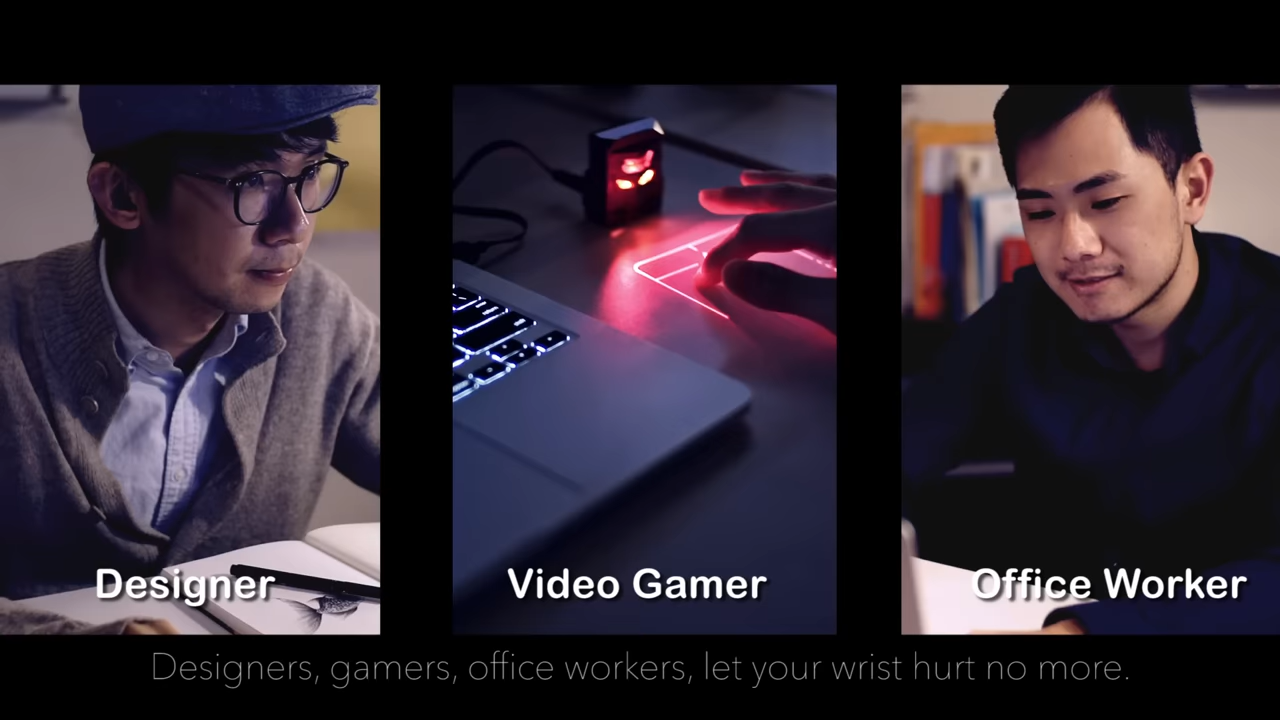 Designer
Video Gamer
Office Worker
Designers, gamers, office workers, let your wrist hurt no more.